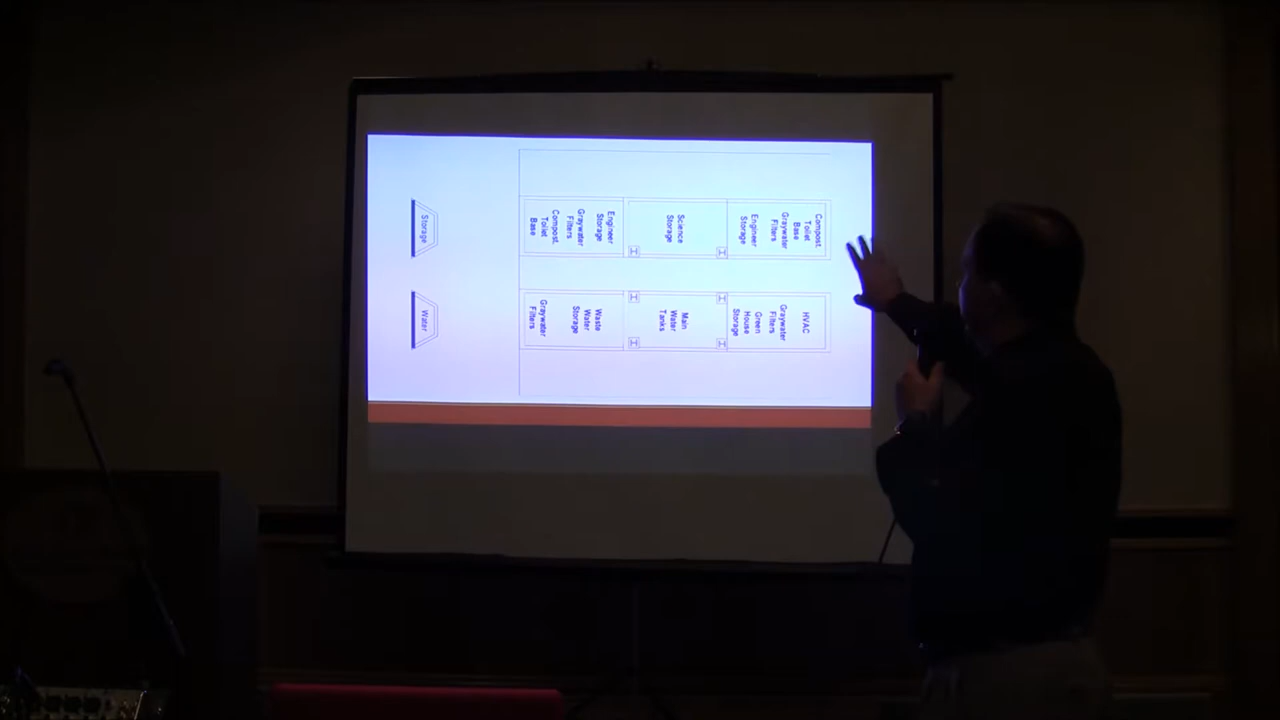 Compost.
Toilet
Base
Graywater
Filters
Engineer
Storage
HVAC
Graywater
Filters
Green
House
Storage
Science
Storage
Main
Water
Tanks
Engineer
Storage
Graywater
Filters
Compost.
Toilet
Base
Waste
Water
Storage
Graywater
Filters
Storage
Water